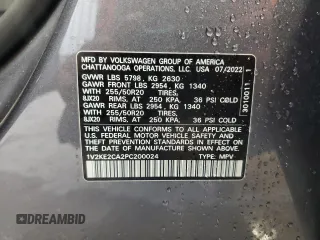 MFD BY VOLKSWAGEN GROUP OF AMERICA
CHATTANOOGA OPERATIONS, LLC. USA 07/2022
GVWR LBS 5798, KG 2630
GAWR FRONT LBS 2954, KG 1340
WITH 255/50R20 TIRES,
8JX20 RIMS, AT 250 KPA, 36 PSI COLD
GAWR REAR LBS 2954, KG 1340
WITH 255/50R20 TIRES,
8JX20 RIMS, AT 250 KPA, 36 PSI COLD
THIS VEHICLE CONFORMS TO ALL APPLICABLE
U.S. FEDERAL MOTOR VEHICLE SAFETY AND
THEFT PREVENTION STANDARDS IN EFFECT ON
THE DATE OF MANUFACTURE SHOWN ABOVE.
1V2KE2CA2PC200024 TYPE: MPV